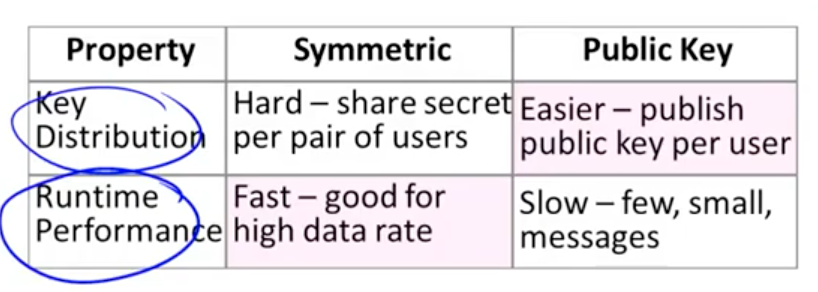 Property Symmetric Public Key
Key Distribution Hard – share secret per pair of users Easier – publish public key per user
Runtime Performance Fast – good for high data rate Slow – few, small, messages